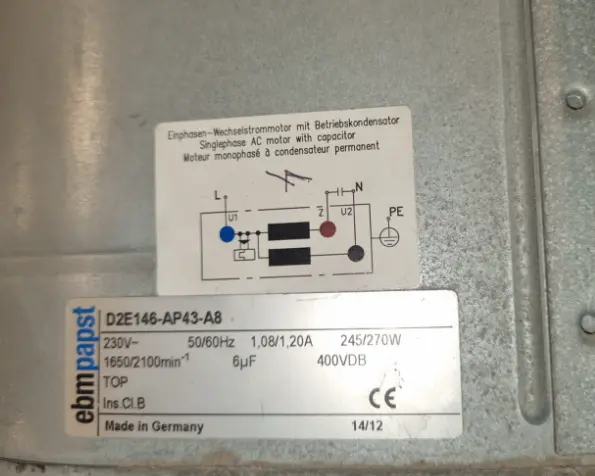 Einphasen-Wechselstrommotor mit Betriebskondensator
Singlephase AC motor with capacitor
Moteur monophasé à condensateur permanent
L
N
U1
Z
U2
PE
ebmpapst
D2E146-AP43-A8
230V~ 50/60Hz 1,08/1,20A 245/270W
1650/2100min-1 6µF 400VDB
TOP
Ins.Cl.B
CE
Made in Germany 14/12